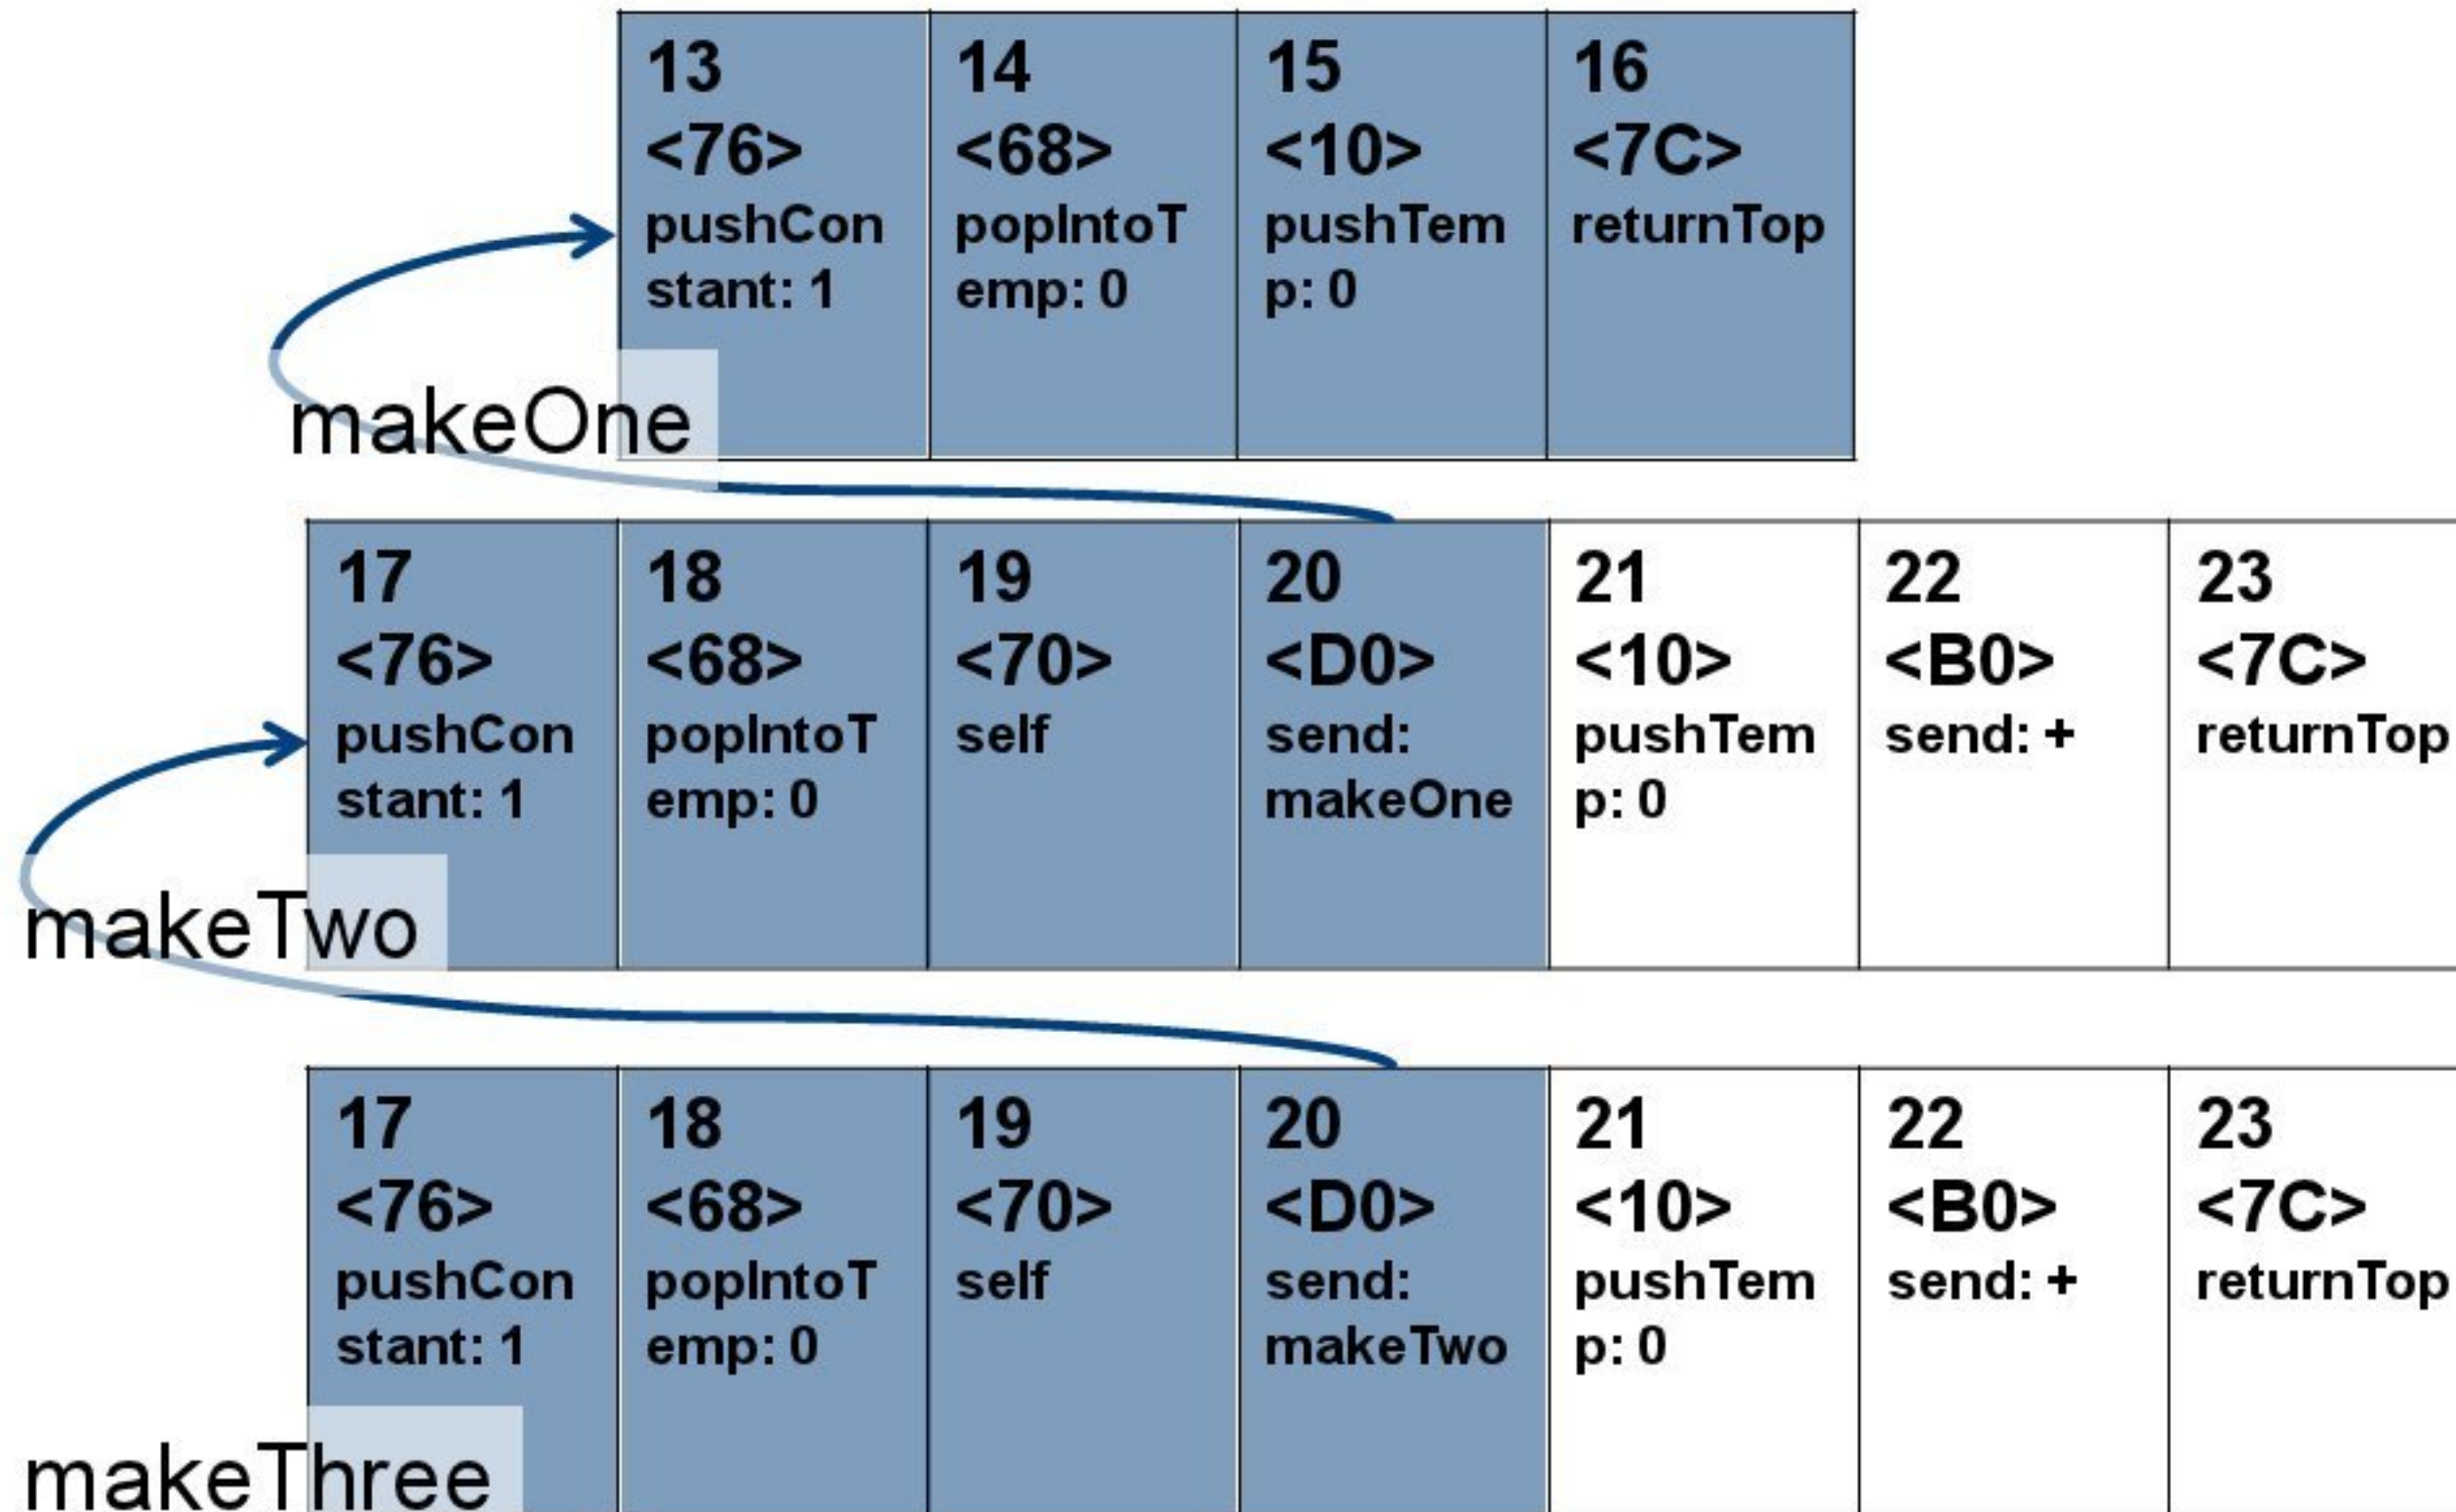 13
<76>
pushCon
stant: 1
14
<68>
popIntoT
emp: 0
15
<10>
pushTem
p: 0
16
<7C>
returnTop
makeOne
17
<76>
pushCon
stant: 1
18
<68>
popIntoT
emp: 0
19
<70>
self
20
<D0>
send:
makeOne
21
<10>
pushTem
p: 0
22
<B0>
send: +
23
<7C>
returnTop
makeTwo
17
<76>
pushCon
stant: 1
18
<68>
popIntoT
emp: 0
19
<70>
self
20
<D0>
send:
makeTwo
21
<10>
pushTem
p: 0
22
<B0>
send: +
23
<7C>
returnTop
makeThree